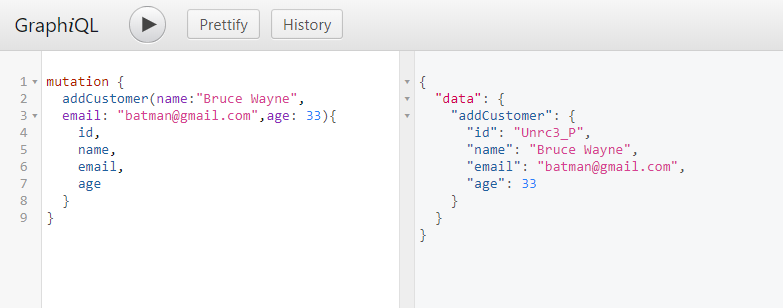 GraphiQL Prettify History
1 mutation {
2 addCustomer(name:"Bruce Wayne",
3 email: "batman@gmail.com",age: 33){
4 id,
5 name,
6 email,
7 age
8 }
9 }
{
"data": {
"addCustomer": {
"id": "Unrc3_P",
"name": "Bruce Wayne",
"email": "batman@gmail.com",
"age": 33
}
}
}